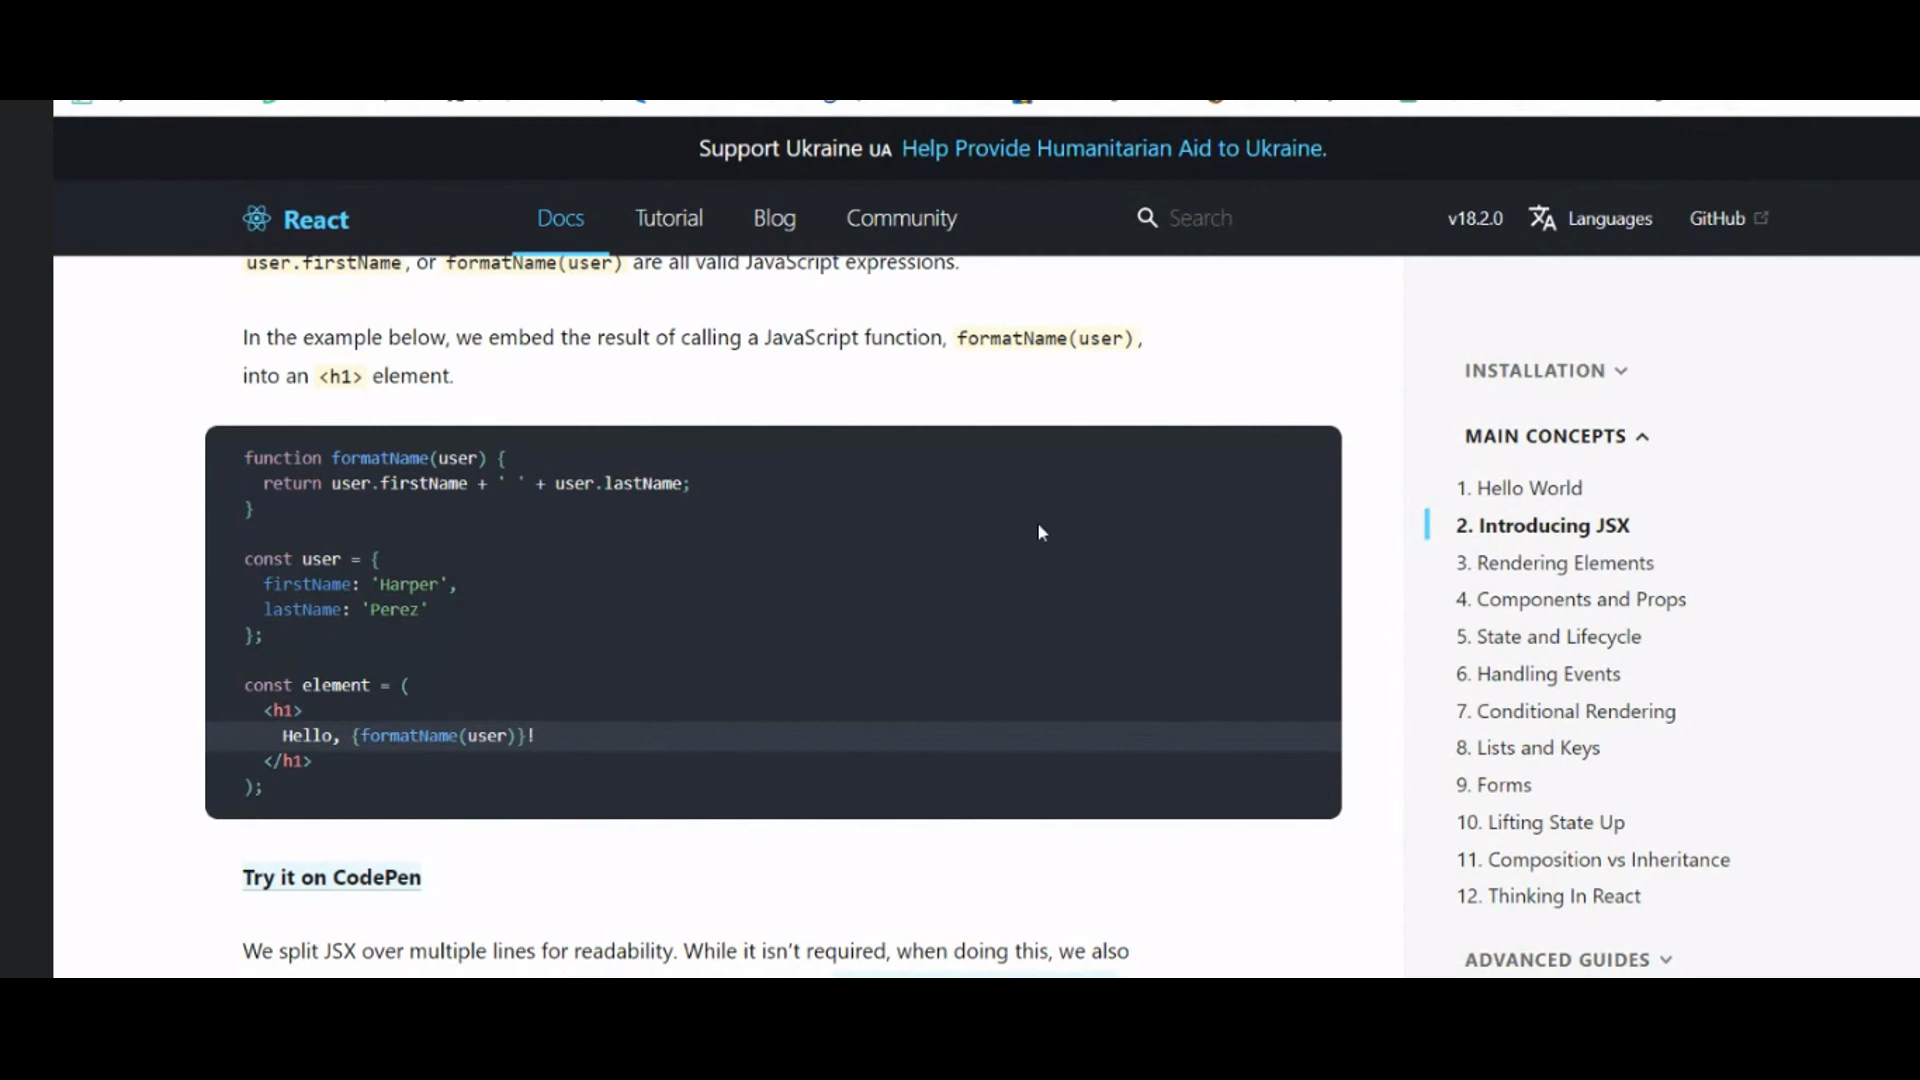 Support Ukraine UA Help Provide Humanitarian Aid to Ukraine.
React Docs Tutorial Blog Community Search v18.2.0 Languages GitHub
user.firstName, or formatName(user) are all valid JavaScript expressions.
In the example below, we embed the result of calling a JavaScript function, formatName(user),
into an <h1> element.
function formatName(user) {
  return user.firstName + ' ' + user.lastName;
}
const user = {
  firstName: 'Harper',
  lastName: 'Perez'
};
const element = (
  <h1>
    Hello, {formatName(user)}!
  </h1>
);
Try it on CodePen
We split JSX over multiple lines for readability. While it isn’t required, when doing this, we also
INSTALLATION
MAIN CONCEPTS
1. Hello World
2. Introducing JSX
3. Rendering Elements
4. Components and Props
5. State and Lifecycle
6. Handling Events
7. Conditional Rendering
8. Lists and Keys
9. Forms
10. Lifting State Up
11. Composition vs Inheritance
12. Thinking In React
ADVANCED GUIDES